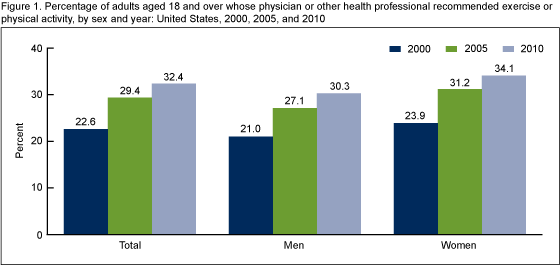 Figure 1. Percentage of adults aged 18 and over whose physician or other health professional recommended exercise or
physical activity, by sex and year: United States, 2000, 2005, and 2010
40
30
20
10
0
Percent
2000
2005
2010
22.6
29.4
32.4
21.0
27.1
30.3
23.9
31.2
34.1
Total
Men
Women